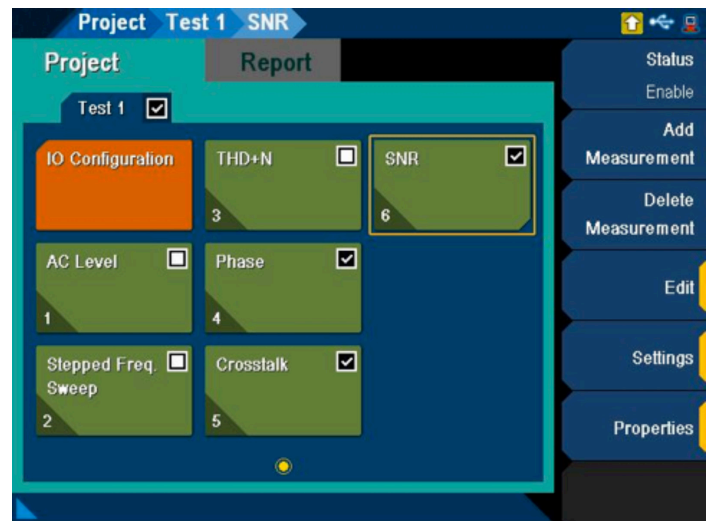 Project Test 1 SNR
Project Report
Status
Enable
Test 1
Add
Measurement
IO Configuration
THD+N
3
SNR
6
Delete
Measurement
AC Level
1
Phase
4
Edit
Stepped Freq.
Sweep
2
Crosstalk
5
Settings
Properties